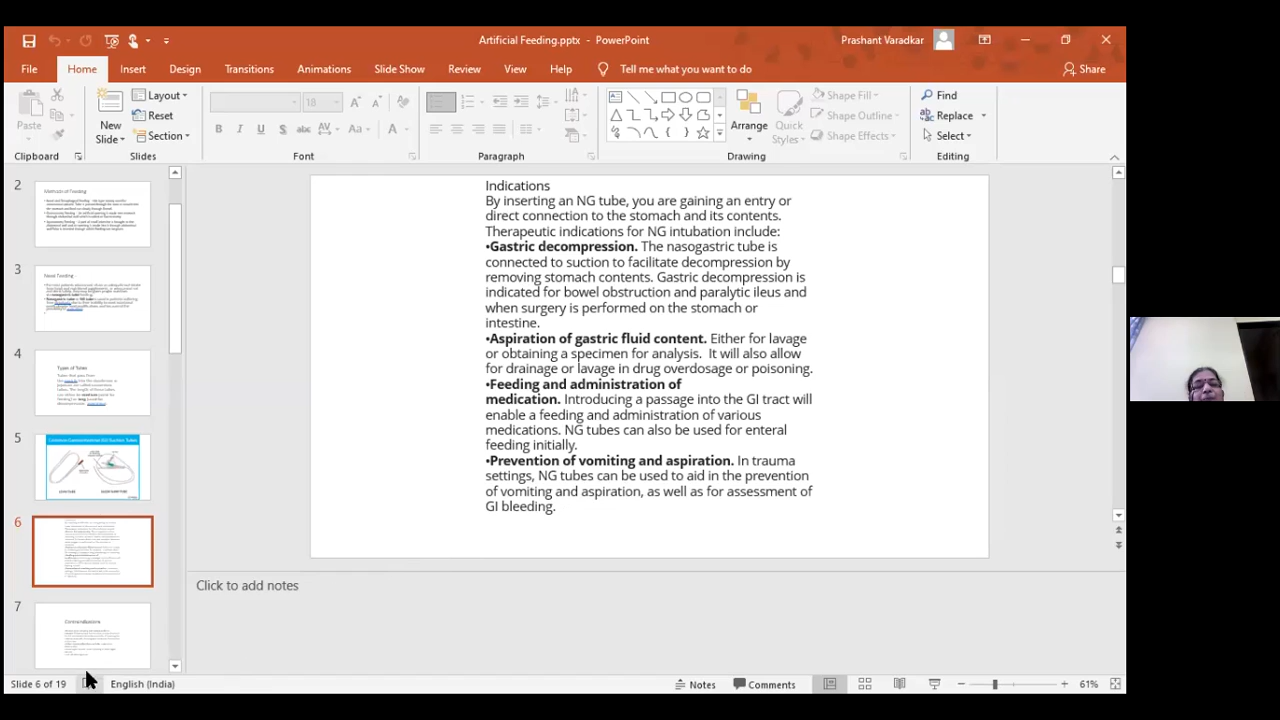 Artificial Feeding.pptx - PowerPoint
Prashant Varadkar
File Home Insert Design Transitions Animations Slide Show Review View Help Tell me what you want to do Share
Paste
New Slide
Layout
Reset
Section
18
Arrange
Quick Styles
Shape Fill
Shape Outline
Shape Effects
Find
Replace
Select
Clipboard Slides Font Paragraph Drawing Editing
2
Methods of Feeding
3
Nasal Feeding -
4
Types of Tubes
5
6
7
Contraindications
Indications
By inserting an NG tube, you are gaining an entry or
direct connection to the stomach and its contents.
Therapeutic indications for NG intubation include:
•Gastric decompression. The nasogastric tube is
connected to suction to facilitate decompression by
removing stomach contents. Gastric decompression is
indicated for bowel obstruction and paralytic ileus and
when surgery is performed on the stomach or
intestine.
•Aspiration of gastric fluid content. Either for lavage
or obtaining a specimen for analysis. It will also allow
for drainage or lavage in drug overdosage or poisoning.
•Feeding and administration of
medication. Introducing a passage into the GI tract will
enable a feeding and administration of various
medications. NG tubes can also be used for enteral
feeding initially.
•Prevention of vomiting and aspiration. In trauma
settings, NG tubes can be used to aid in the prevention
of vomiting and aspiration, as well as for assessment of
GI bleeding.
Click to add notes
Slide 6 of 19 English (India) Notes Comments 61%